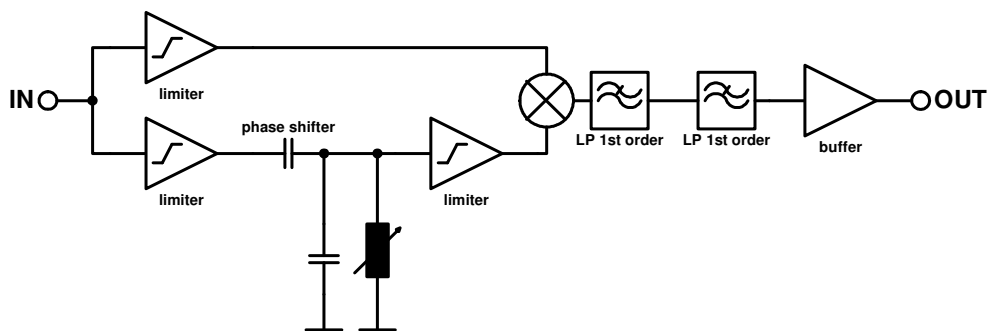 limiter
IN
OUT
phase shifter
LP 1st order
LP 1st order
buffer
limiter
limiter